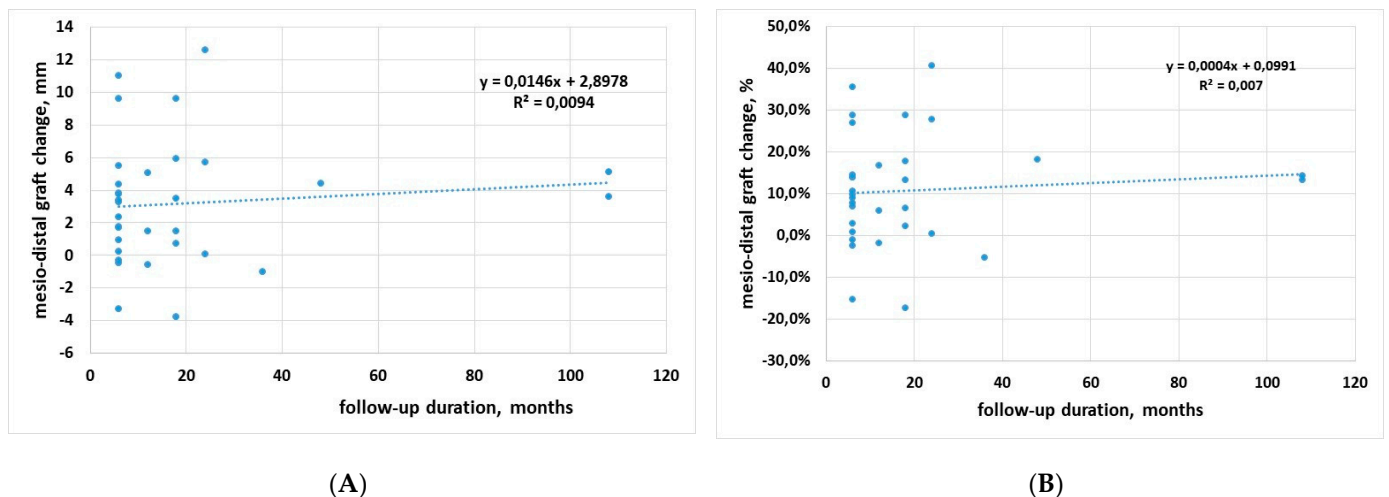 14
12
10
8
6
4
2
0
-2
-4
-6
mesio-distal graft change, mm
y = 0,0146x + 2,8978
R² = 0,0094
0 20 40 60 80 100 120
follow-up duration, months
(A)
50,0%
40,0%
30,0%
20,0%
10,0%
0,0%
-10,0%
-20,0%
-30,0%
mesio-distal graft change, %
y = 0,0004x + 0,0991
R² = 0,007
0 20 40 60 80 100 120
follow-up duration, months
(B)